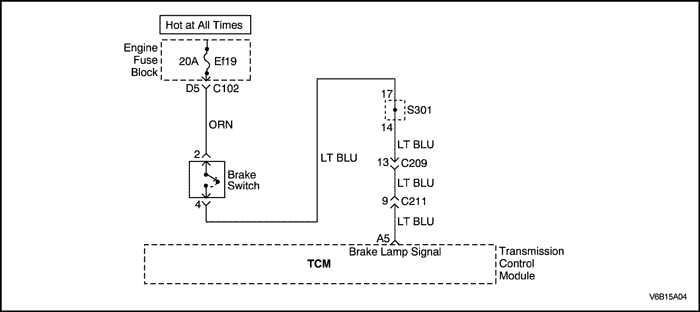 Hot at All Times
Engine
Fuse
Block
20A Ef19
D5 C102
ORN
2
Brake
Switch
4
LT BLU
17
S301
14
LT BLU
13 C209
LT BLU
9 C211
LT BLU
A5
Brake Lamp Signal
TCM
Transmission
Control
Module
V6B15A04